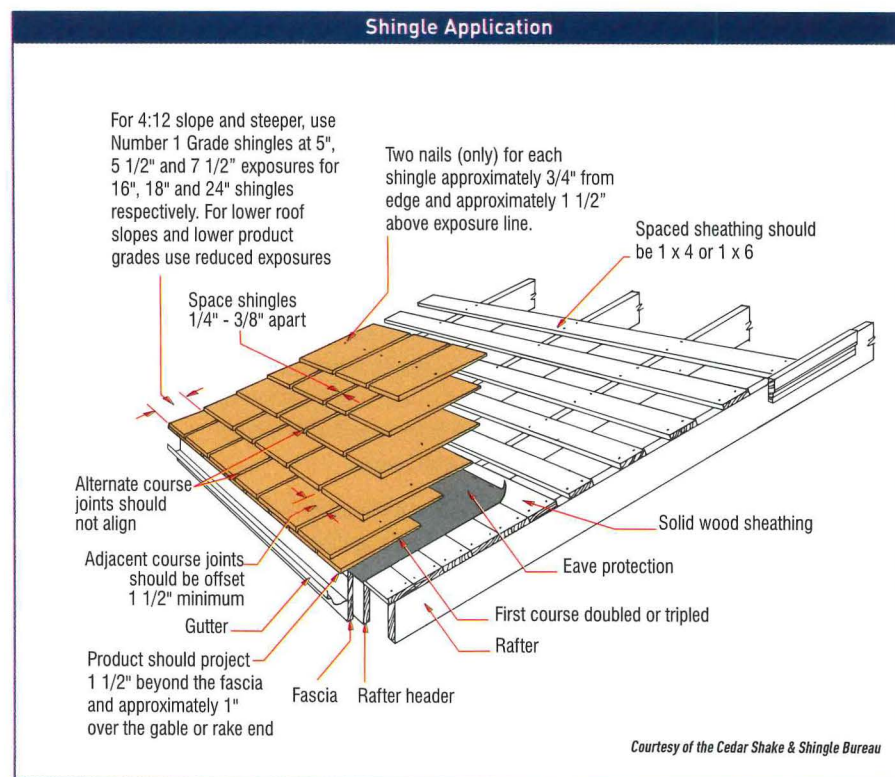 Shingle Application
For 4:12 slope and steeper, use
Number 1 Grade shingles at 5",
5 1/2" and 7 1/2” exposures for
16", 18" and 24" shingles
respectively. For lower roof
slopes and lower product
grades use reduced exposures
Two nails (only) for each
shingle approximately 3/4" from
edge and approximately 1 1/2”
above exposure line.
Spaced sheathing should
be 1 x 4 or 1 x 6
Space shingles
1/4" - 3/8" apart
Alternate course
joints should
not align
Solid wood sheathing
Adjacent course joints
should be offset
1 1/2" minimum
Eave protection
First course doubled or tripled
Gutter
Rafter
Product should project
1 1/2" beyond the fascia
and approximately 1"
over the gable or rake end
Fascia
Rafter header
Courtesy of the Cedar Shake & Shingle Bureau